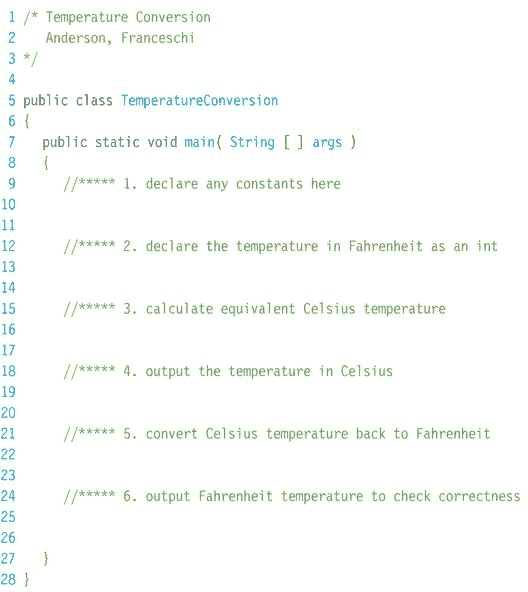 1 /* Temperature Conversion
2    Anderson, Franceschi
3 */
4
5 public class TemperatureConversion
6 {
7   public static void main( String [ ] args )
8   {
9     //***** 1. declare any constants here
10
11
12     //***** 2. declare the temperature in Fahrenheit as an int
13
14
15     //***** 3. calculate equivalent Celsius temperature
16
17
18     //***** 4. output the temperature in Celsius
19
20
21     //***** 5. convert Celsius temperature back to Fahrenheit
22
23
24     //***** 6. output Fahrenheit temperature to check correctness
25
26
27   }
28 }